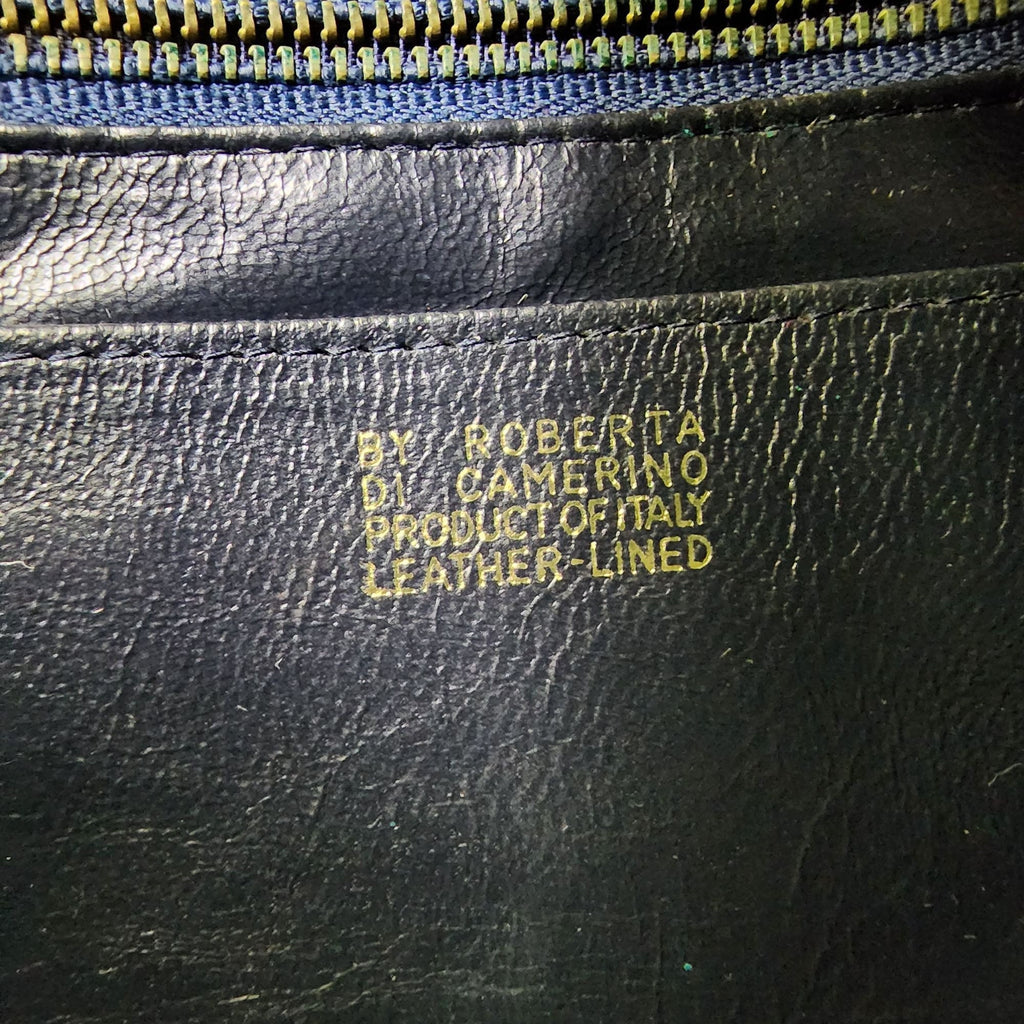 BY ROBERTA
DI CAMERINO
PRODUCT OF ITALY
LEATHER-LINED